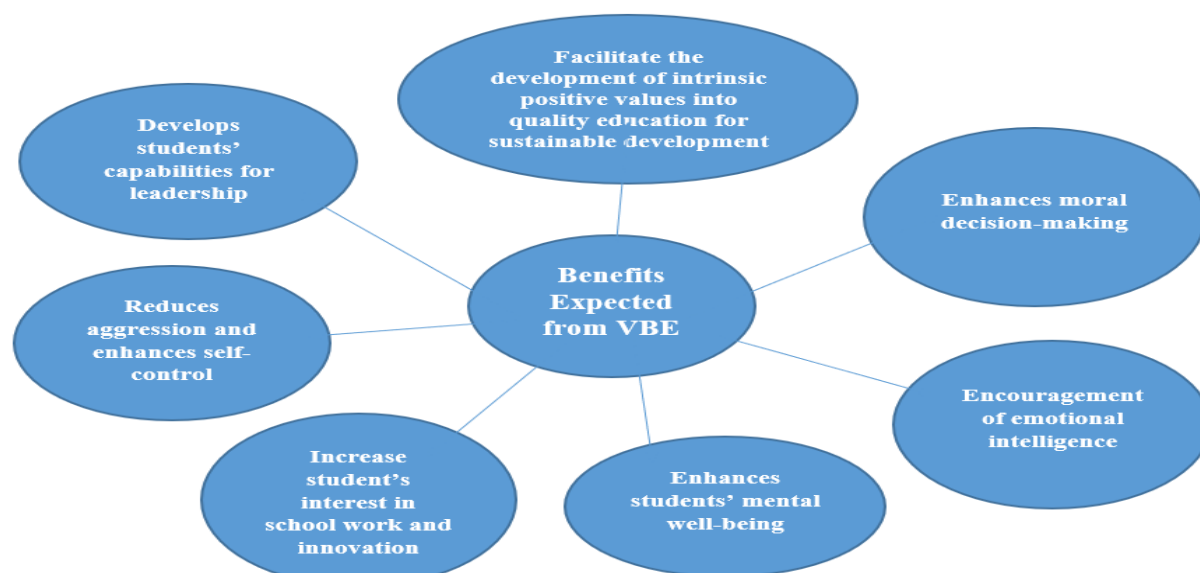 Facilitate the
development of intrinsic
positive values into
quality education for
sustainable development
Develops
students’
capabilities for
leadership
Enhances moral
decision-making
Benefits
Expected
from VBE
Reduces
aggression and
enhances self-
control
Encouragement
of emotional
intelligence
Increase
student’s
interest in
school work and
innovation
Enhances
students’ mental
well-being